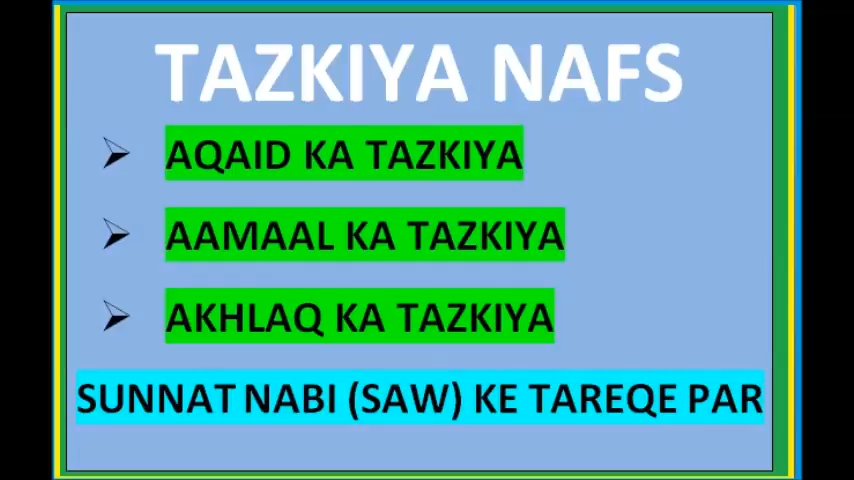 TAZKIYA NAFS
AQAID KA TAZKIYA
AAMAAL KA TAZKIYA
AKHLAQ KA TAZKIYA
SUNNAT NABI (SAW) KE TAREQE PAR